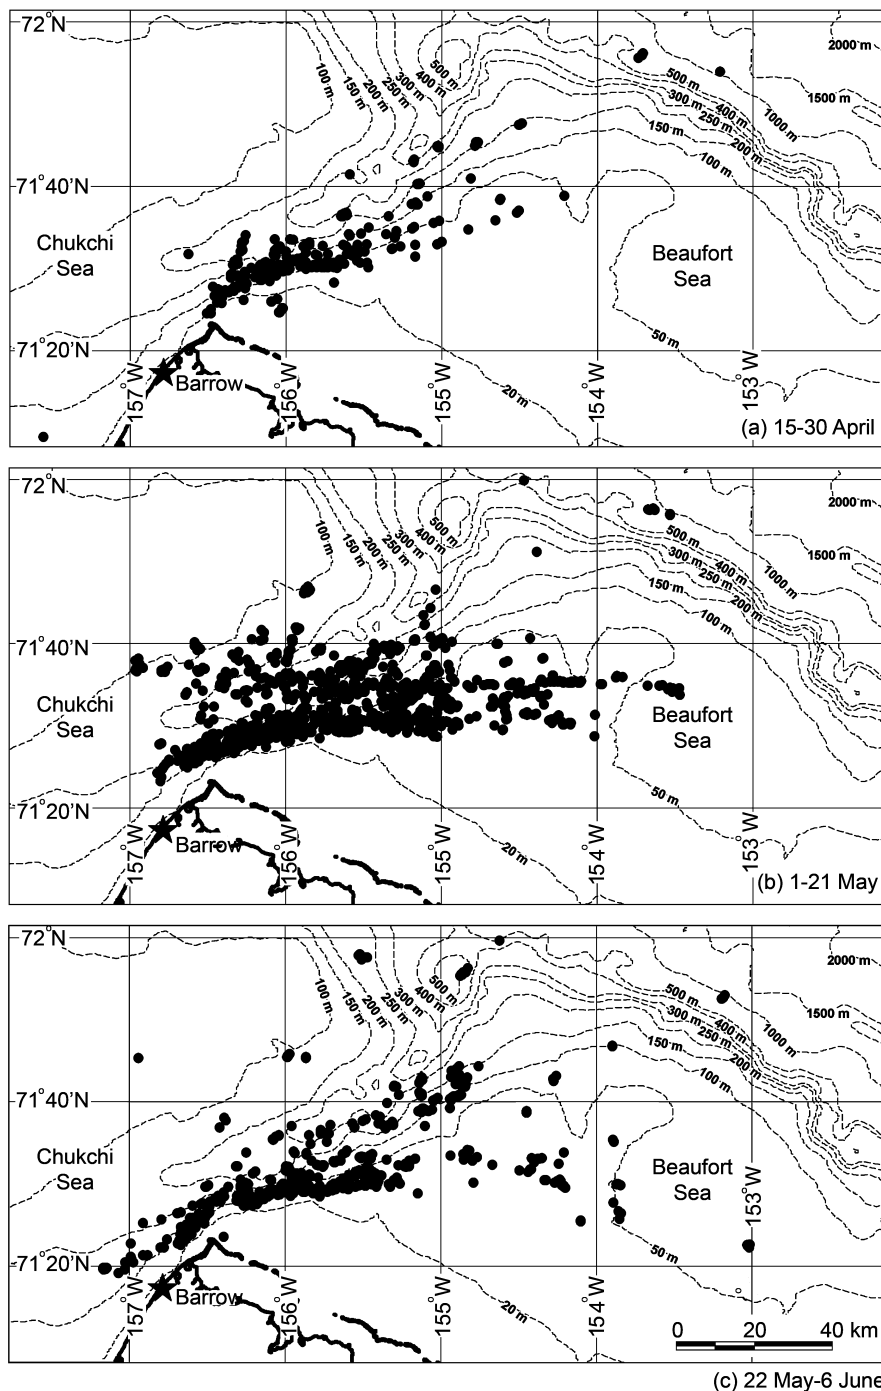 72°N
100 m
150 m
200 m
250 m
300 m
400 m
500 m
500 m
300 m
250 m
400 m
200 m
1000 m
1500 m
2000 m
150 m
100 m
71°40'N
Chukchi
Sea
Beaufort
Sea
50 m
71°20'N
Barrow
20 m
157°W
156°W
155°W
154°W
153°W
(a) 15-30 April
72°N
100 m
150 m
200 m
250 m
300 m
400 m
500 m
500 m
300 m
250 m
400 m
200 m
1000 m
1500 m
2000 m
150 m
100 m
71°40'N
Chukchi
Sea
Beaufort
Sea
50 m
71°20'N
Barrow
20 m
157°W
156°W
155°W
154°W
153°W
(b) 1-21 May
72°N
100 m
150 m
200 m
250 m
300 m
400 m
500 m
500 m
300 m
250 m
400 m
200 m
1000 m
1500 m
2000 m
150 m
100 m
71°40'N
Chukchi
Sea
Beaufort
Sea
153°W
50 m
71°20'N
Barrow
20 m
157°W
156°W
155°W
154°W
0 20 40 km
(c) 22 May-6 June